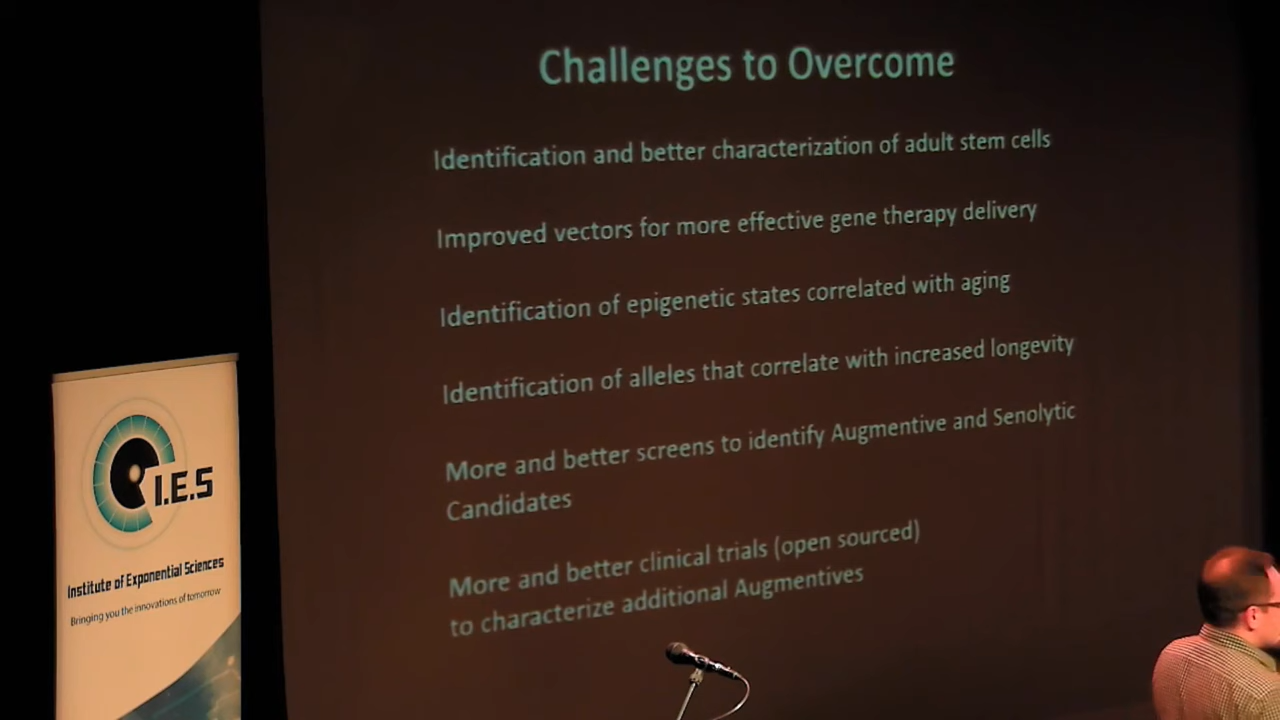 Challenges to Overcome
Identification and better characterization of adult stem cells
Improved vectors for more effective gene therapy delivery
Identification of epigenetic states correlated with aging
Identification of alleles that correlate with increased longevity
More and better screens to identify Augmentive and Senolytic
Candidates
More and better clinical trials (open sourced)
to characterize additional Augmentives
I.E.S
Institute of Exponential Sciences
Bringing you the innovations of tomorrow